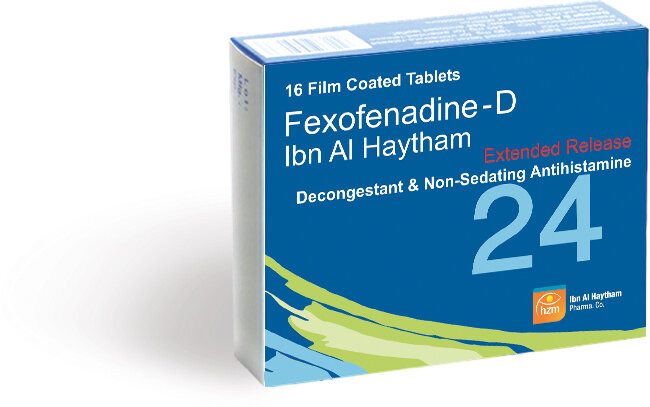 16 Film Coated Tablets
Fexofenadine-D
Ibn Al Haytham
Extended Release
Decongestant & Non-Sedating Antihistamine
24
hzm
Ibn Al Haytham
Pharma. Co.